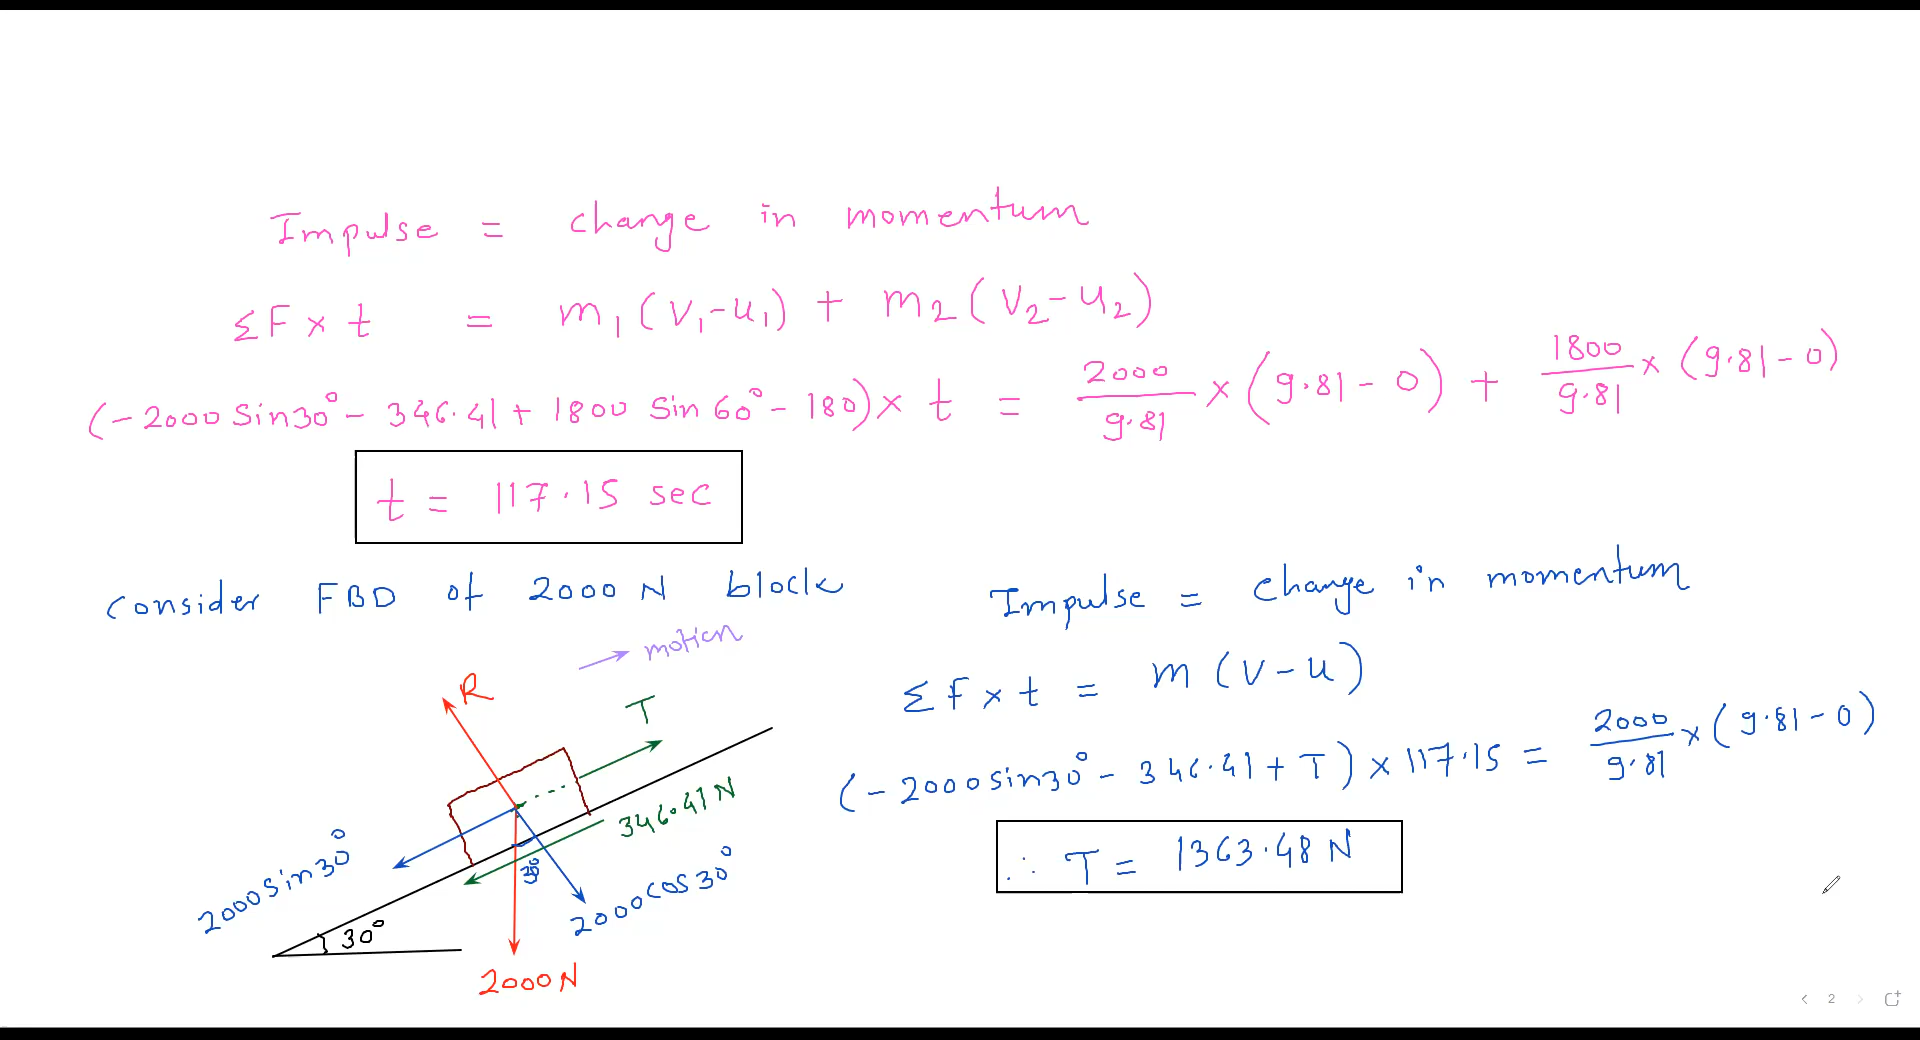 Impulse = change in momentum
ΣF × t = m₁(v₁-u₁) + m₂(v₂-u₂)
(-2000 sin30° - 346.41 + 1800 sin 60° - 180) × t = 2000/9.81 × (9.81 - 0) + 1800/9.81 × (9.81 - 0)
t = 117.15 sec
Consider FBD of 2000 N block
motion
R
T
346.41 N
2000 sin30°
30
2000 cos 30°
30°
2000 N
Impulse = change in momentum
ΣF × t = m (v - u)
(-2000 sin30° - 346.41 + T) × 117.15 = 2000/9.81 × (9.81 - 0)
∴ T = 1363.48 N
2